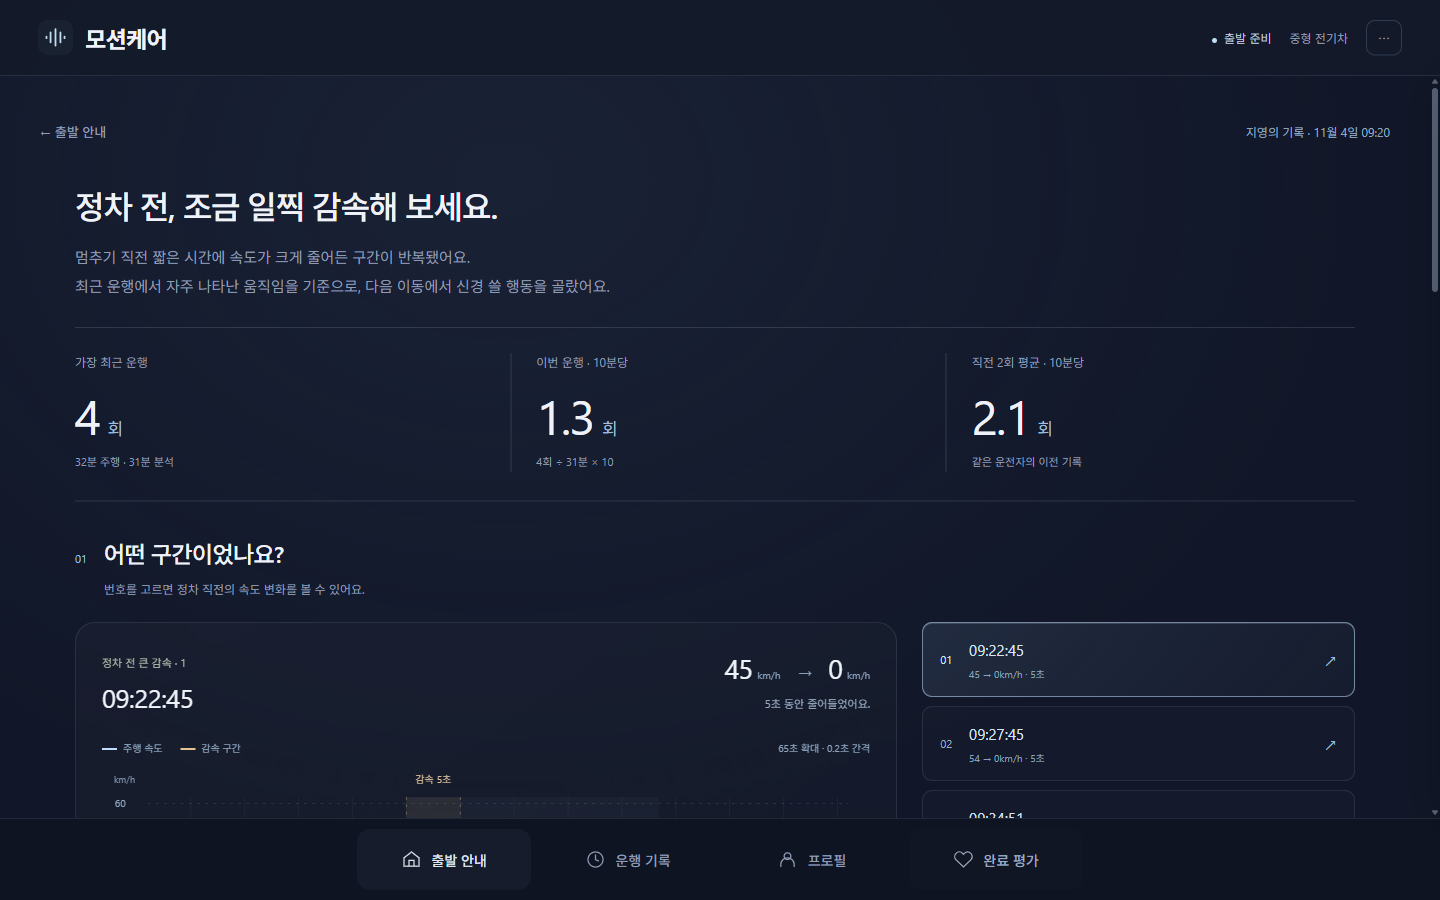 모션케어
출발 준비
중형 전기차
← 출발 안내
지영의 기록 · 11월 4일 09:20
정차 전, 조금 일찍 감속해 보세요.
멈추기 직전 짧은 시간에 속도가 크게 줄어든 구간이 반복됐어요.
최근 운행에서 자주 나타난 움직임을 기준으로, 다음 이동에서 신경 쓸 행동을 골랐어요.
가장 최근 운행
4 회
32분 주행 · 31분 분석
이번 운행 · 10분당
1.3 회
4회 ÷ 31분 × 10
직전 2회 평균 · 10분당
2.1 회
같은 운전자의 이전 기록
01 어떤 구간이었나요?
번호를 고르면 정차 직전의 속도 변화를 볼 수 있어요.
정차 전 큰 감속 · 1
09:22:45
45 km/h → 0 km/h
5초 동안 줄어들었어요.
주행 속도
감속 구간
65초 확대 · 0.2초 간격
km/h
감속 5초
60
01 09:22:45 ↗
45 → 0km/h · 5초
02 09:27:45 ↗
54 → 0km/h · 5초
09:34:51
출발 안내
운행 기록
프로필
완료 평가